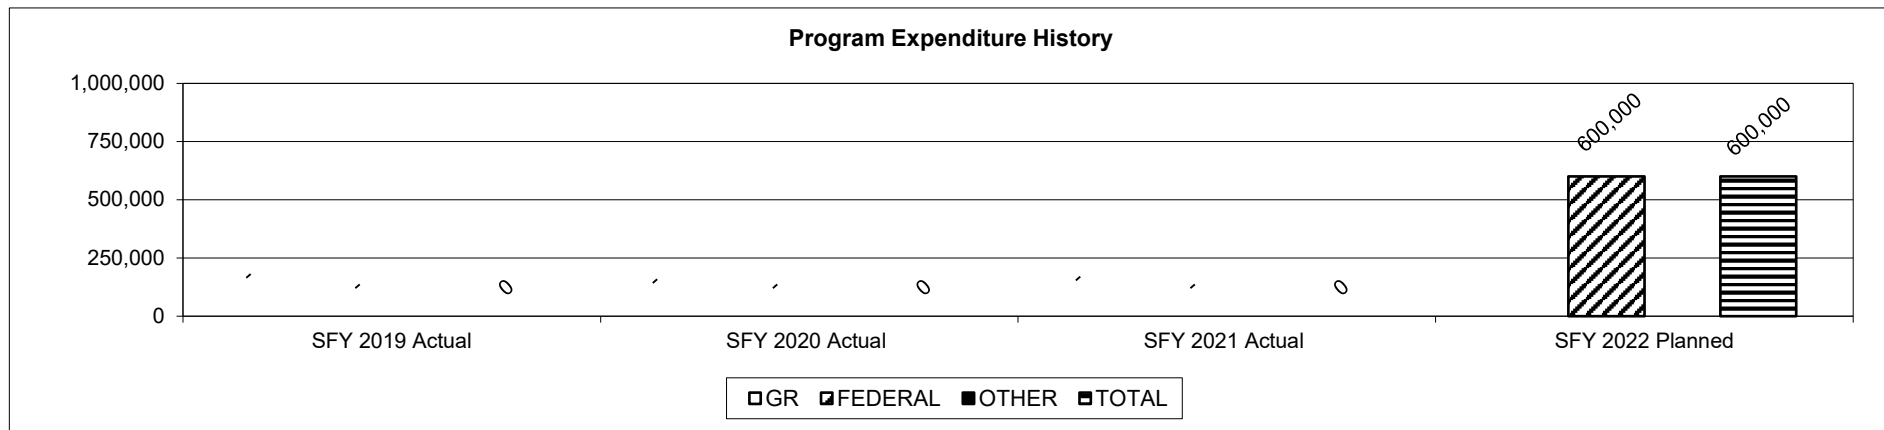 Program Expenditure History
1,000,000
750,000
500,000
250,000
0
- - 0 - - 0 - - 0 600,000 600,000
SFY 2019 Actual SFY 2020 Actual SFY 2021 Actual SFY 2022 Planned
GR FEDERAL OTHER TOTAL